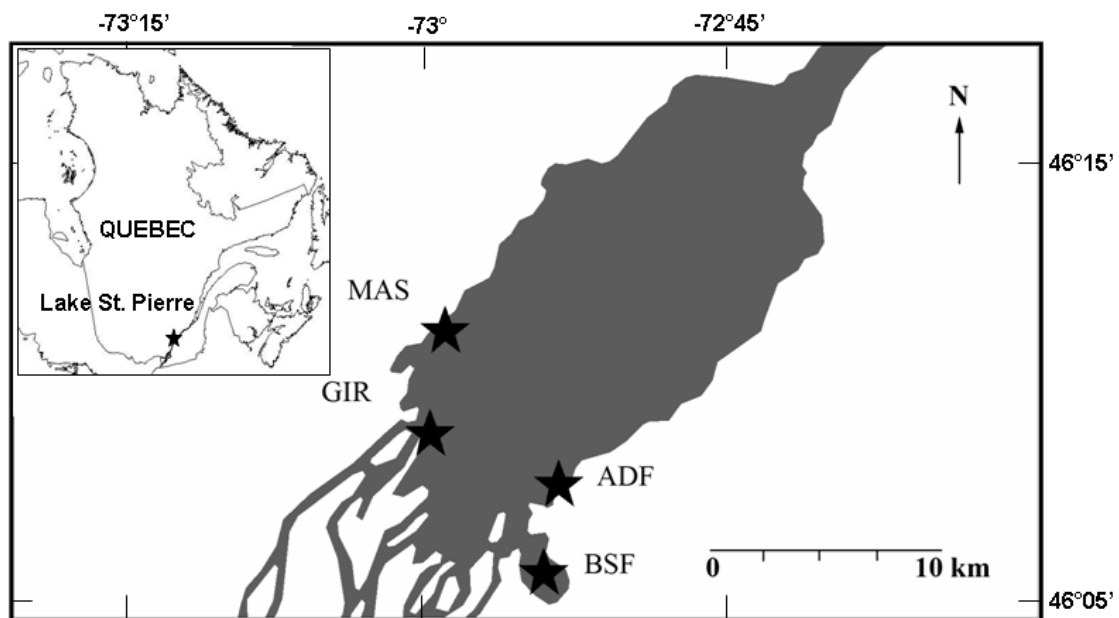 -73°15' -73° -72°45'
N
46°15'
QUEBEC
Lake St. Pierre
MAS
GIR
ADF
BSF
0 10 km
46°05'